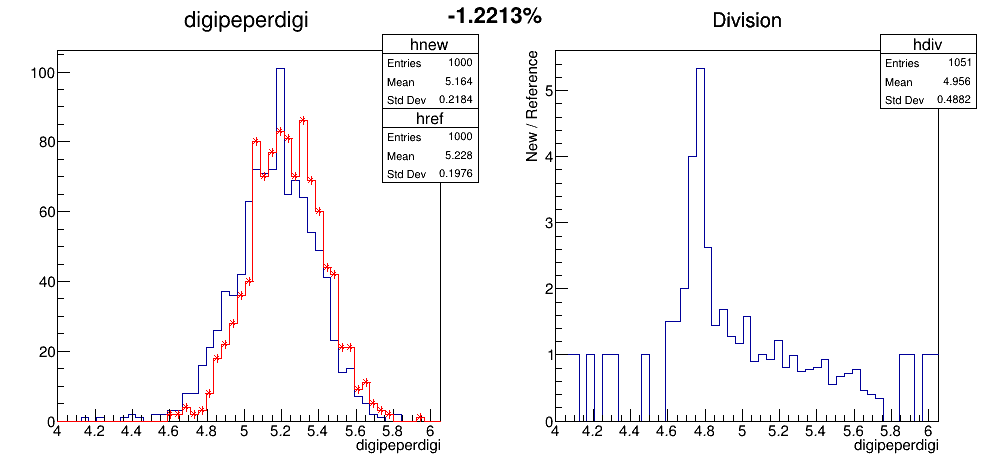 -1.2213%
digipeperdigi
hnew
Entries 1000
Mean 5.164
Std Dev 0.2184
href
Entries 1000
Mean 5.228
Std Dev 0.1976
100
80
60
40
20
0
4 4.2 4.4 4.6 4.8 5 5.2 5.4 5.6 5.8 6
digipeperdigi
Division
hdiv
Entries 1051
Mean 4.956
Std Dev 0.4882
New / Reference
5
4
3
2
1
0
4 4.2 4.4 4.6 4.8 5 5.2 5.4 5.6 5.8 6
digipeperdigi